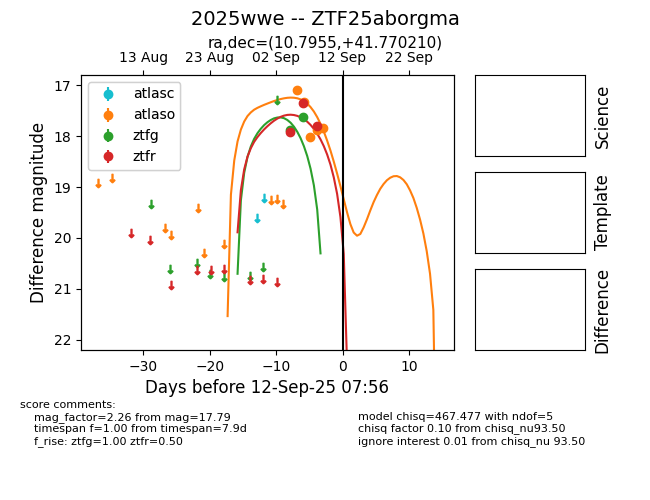 2025wwe -- ZTF25aborgma
ra,dec=(10.7955,+41.770210)
13 Aug 23 Aug 02 Sep 12 Sep 22 Sep
atlasc
atlaso
ztfg
ztfr
17
18
19
20
21
22
Difference magnitude
−30 −20 −10 0 10
Days before 12-Sep-25 07:56
Science
Template
Difference
score comments:
mag_factor=2.26 from mag=17.79
timespan f=1.00 from timespan=7.9d
f_rise: ztfg=1.00 ztfr=0.50
model chisq=467.477 with ndof=5
chisq factor 0.10 from chisq_nu93.50
ignore interest 0.01 from chisq_nu 93.50